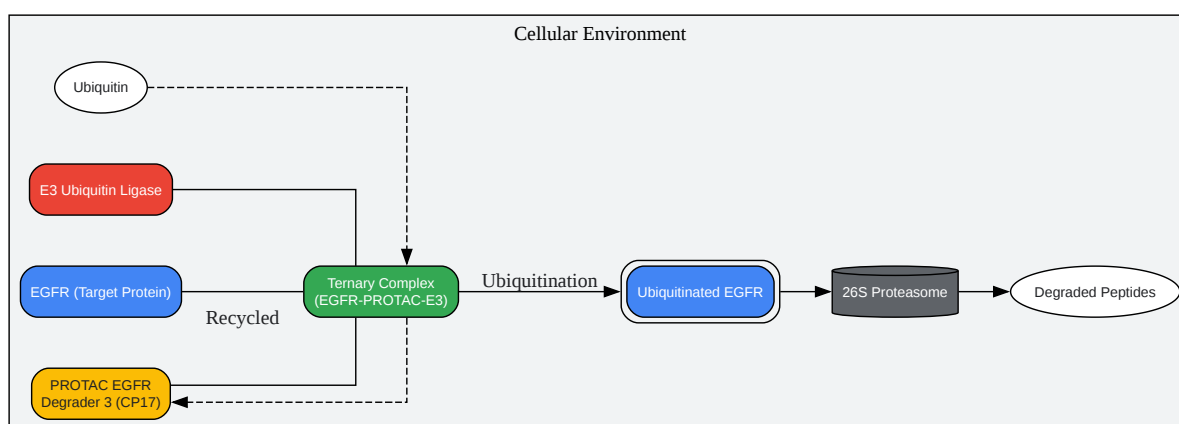 Cellular Environment
Ubiquitin
E3 Ubiquitin Ligase
EGFR (Target Protein)
Recycled
Ternary Complex
(EGFR-PROTAC-E3)
Ubiquitination
Ubiquitinated EGFR
26S Proteasome
Degraded Peptides
PROTAC EGFR
Degrader 3 (CP17)